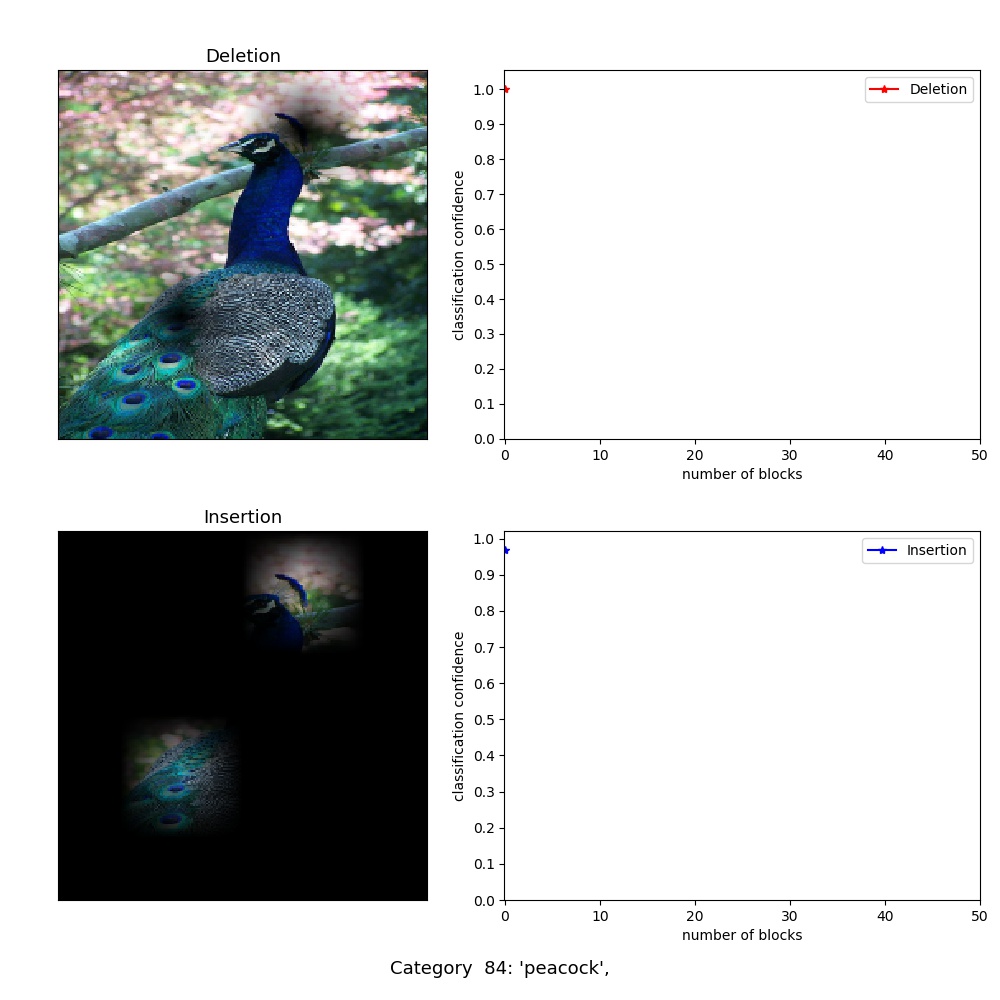 Deletion
1.0
0.9
0.8
0.7
0.6
0.5
0.4
0.3
0.2
0.1
0.0
classification confidence
Deletion
0 10 20 30 40 50
number of blocks
Insertion
1.0
0.9
0.8
0.7
0.6
0.5
0.4
0.3
0.2
0.1
0.0
classification confidence
Insertion
0 10 20 30 40 50
number of blocks
Category  84: 'peacock',